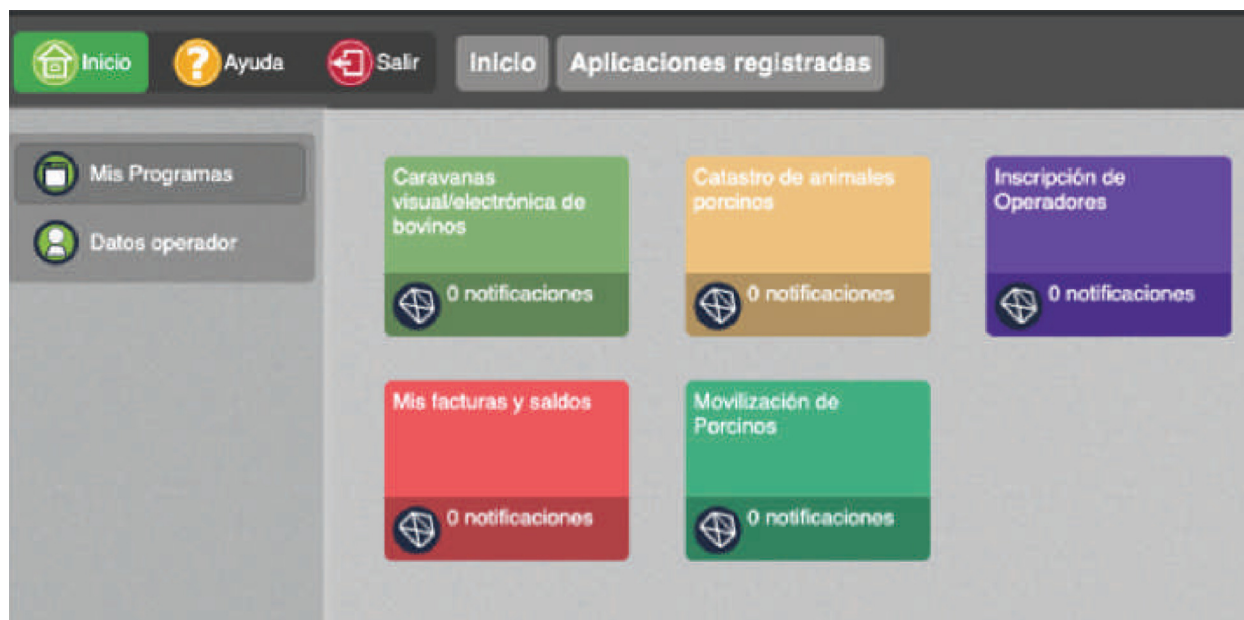 Inicio
Ayuda
Salir
Inicio
Aplicaciones registradas
Mis Programas
Datos operador
Caravanas
visual/electrónica de
bovinos
0 notificaciones
Catastro de animales
porcinos
0 notificaciones
Inscripción de
Operadores
0 notificaciones
Mis facturas y saldos
0 notificaciones
Movilización de
Porcinos
0 notificaciones